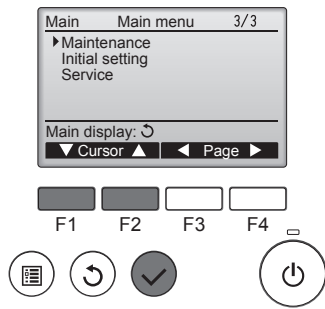 Main Main menu 3/3
Maintenance
Initial setting
Service
Main display:
Cursor Page
F1 F2 F3 F4